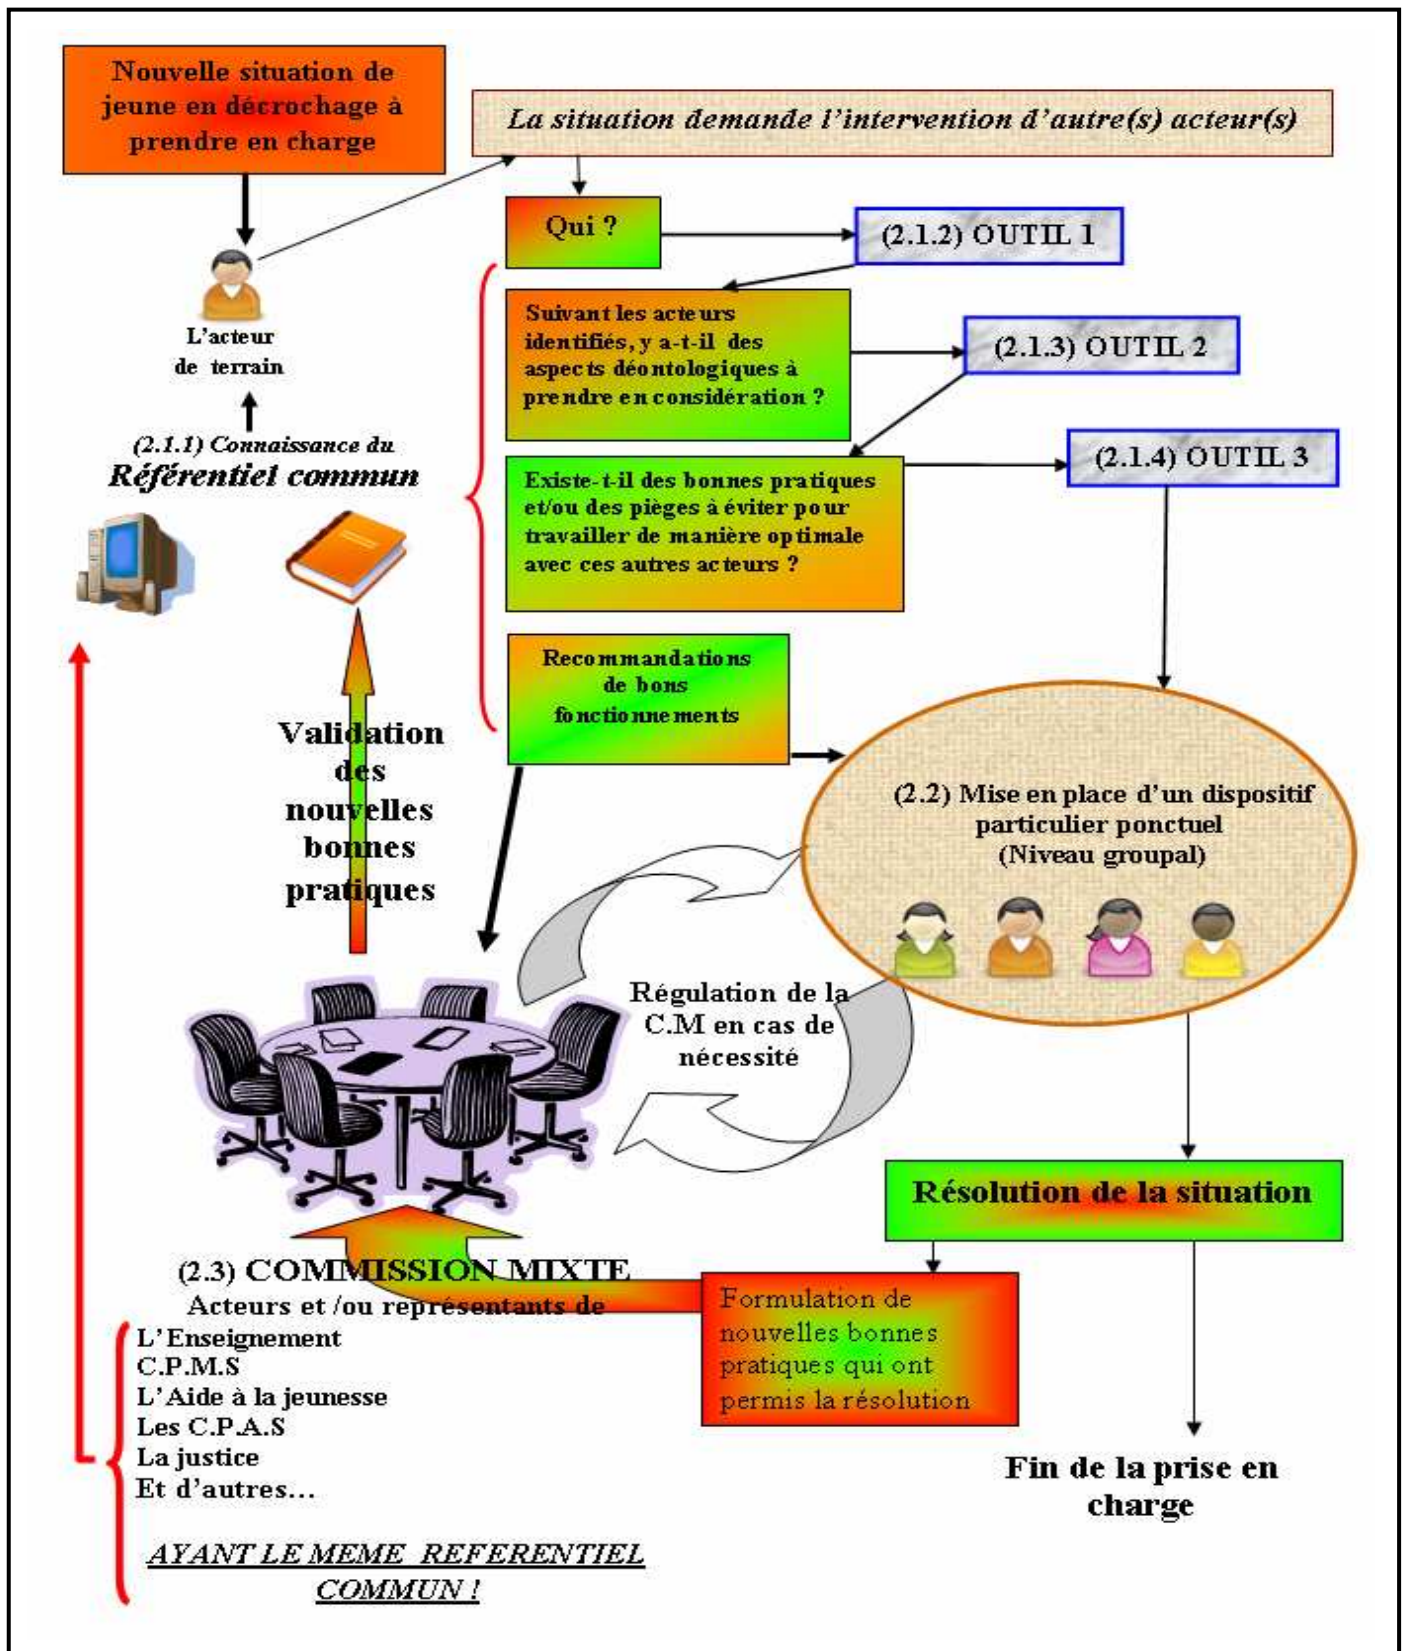 Nouvelle situation de
jeune en décrochage à
prendre en charge
La situation demande l'intervention d'autre(s) acteur(s)
Qui ?
(2.1.2) OUTIL 1
L'acteur
de terrain
Suivant les acteurs
identifiés, y a-t-il des
aspects déontologiques à
prendre en considération ?
(2.1.3) OUTIL 2
(2.1.1) Connaissance du
Référentiel commun
Existe-t-il des bonnes pratiques
et/ou des pièges à éviter pour
travailler de manière optimale
avec ces autres acteurs ?
(2.1.4) OUTIL 3
Recommandations
de bons
fonctionnements
Validation
des
nouvelles
bonnes
pratiques
(2.2) Mise en place d'un dispositif
particulier ponctuel
(Niveau groupal)
Régulation de la
C.M en cas de
nécessité
Résolution de la situation
(2.3) COMMISSION MIXTE
Acteurs et /ou représentants de
L'Enseignement
C.P.M.S
L'Aide à la jeunesse
Les C.P.A.S
La justice
Et d'autres…
AYANT LE MEME REFERENTIEL
COMMUN !
Formulation de
nouvelles bonnes
pratiques qui ont
permis la résolution
Fin de la prise en
charge